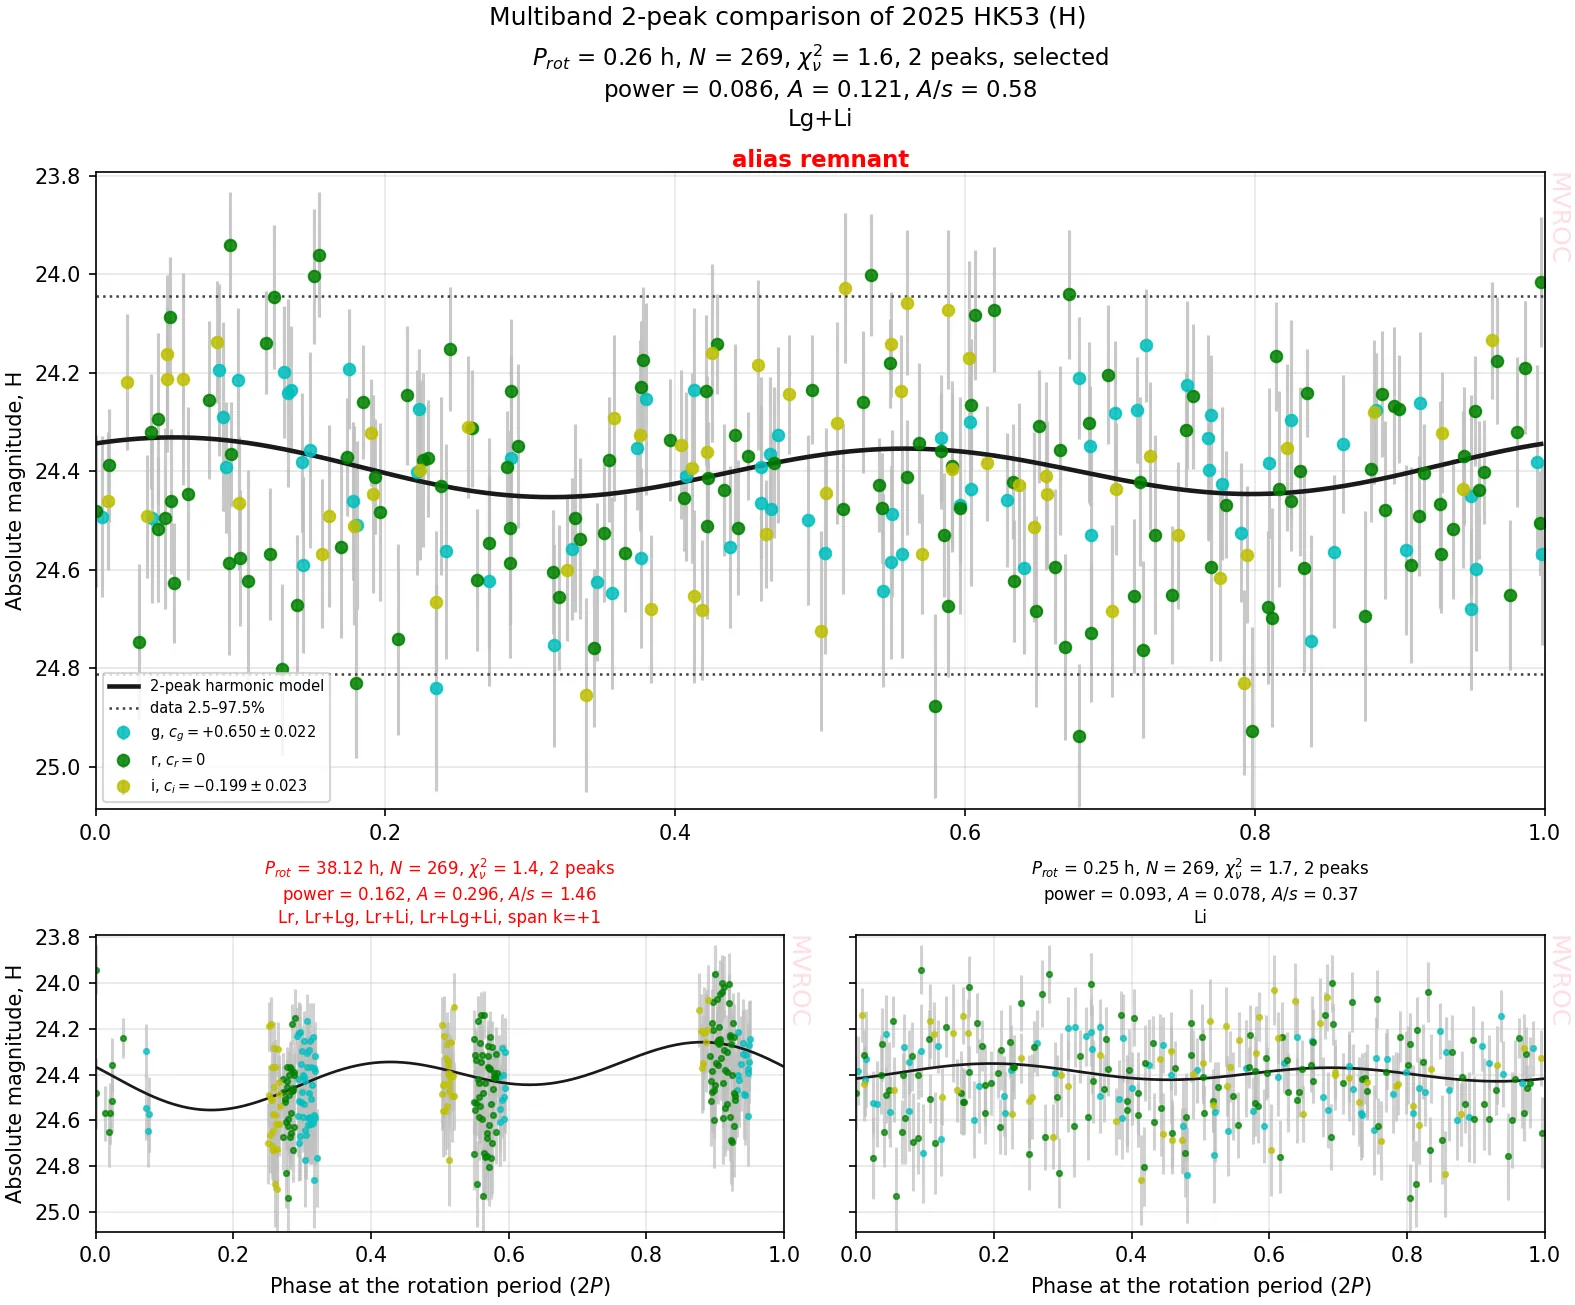 Multiband 2-peak comparison of 2025 HK53 (H)
P_rot = 0.26 h, N = 269, χ²_ν = 1.6, 2 peaks, selected
power = 0.086, A = 0.121, A/s = 0.58
Lg+Li
alias remnant
MVROC
Absolute magnitude, H
23.8
24.0
24.2
24.4
24.6
24.8
25.0
2-peak harmonic model
data 2.5–97.5%
g, c_g = +0.650 ± 0.022
r, c_r = 0
i, c_i = −0.199 ± 0.023
0.0 0.2 0.4 0.6 0.8 1.0
P_rot = 38.12 h, N = 269, χ²_ν = 1.4, 2 peaks
power = 0.162, A = 0.296, A/s = 1.46
Lr, Lr+Lg, Lr+Li, Lr+Lg+Li, span k=+1
MVROC
Absolute magnitude, H
23.8
24.0
24.2
24.4
24.6
24.8
25.0
0.0 0.2 0.4 0.6 0.8 1.0
Phase at the rotation period (2P)
P_rot = 0.25 h, N = 269, χ²_ν = 1.7, 2 peaks
power = 0.093, A = 0.078, A/s = 0.37
Li
MVROC
0.0 0.2 0.4 0.6 0.8 1.0
Phase at the rotation period (2P)